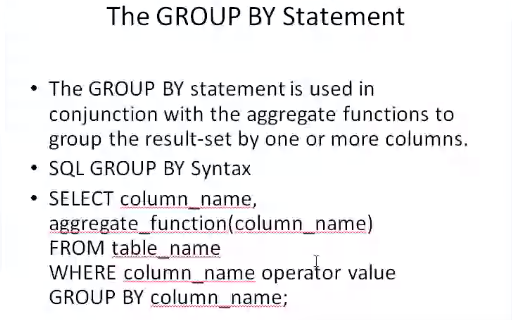 The GROUP BY Statement
• The GROUP BY statement is used in
conjunction with the aggregate functions to
group the result-set by one or more columns.
• SQL GROUP BY Syntax
• SELECT column_name,
aggregate_function(column_name)
FROM table_name
WHERE column_name operator value
GROUP BY column_name;